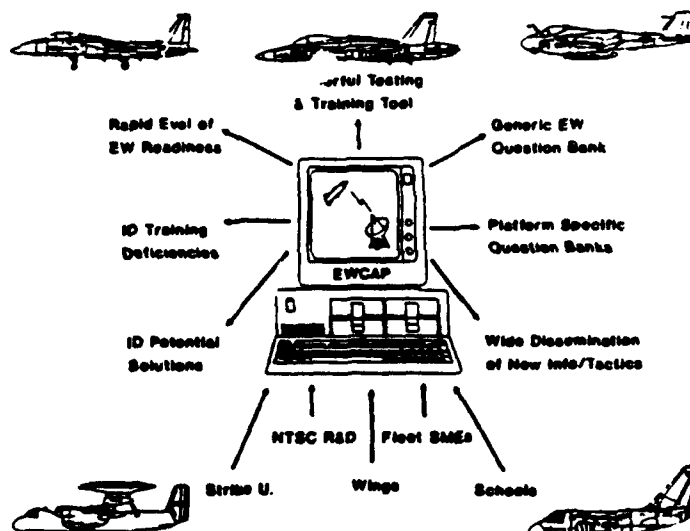 Testing
& Training Tool
Rapid Eval of
EW Readiness
Generic EW
Question Bank
ID Training
Deficiencies
Platform Specific
Question Banks
EWCAP
ID Potential
Solutions
Wide Dissemination
of New Info/Tactics
NTSC R&D
Fleet SMEs
Strike U.
Wings
Schools